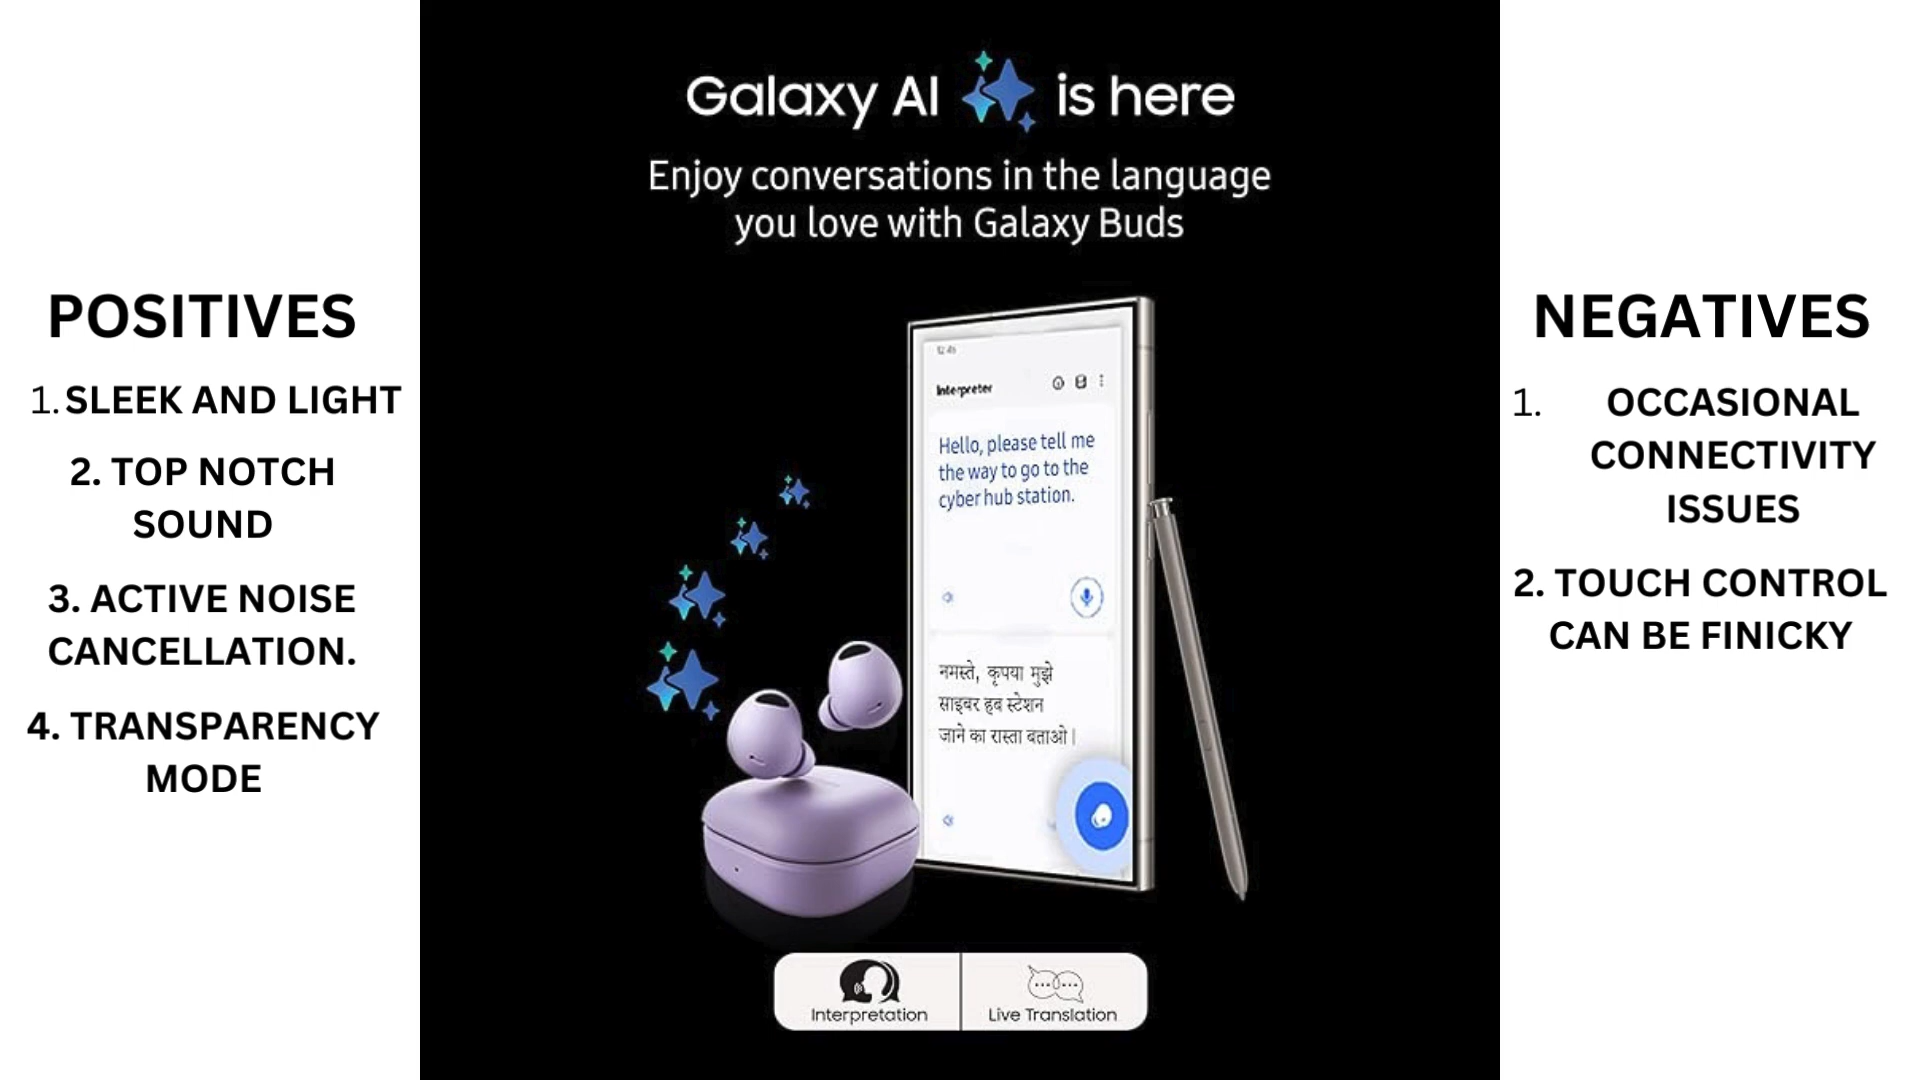 POSITIVES
1. SLEEK AND LIGHT
2. TOP NOTCH
SOUND
3. ACTIVE NOISE
CANCELLATION.
4. TRANSPARENCY
MODE
Galaxy AI is here
Enjoy conversations in the language
you love with Galaxy Buds
12:45
Interpreter
Hello, please tell me
the way to go to the
cyber hub station.
नमस्ते, कृपया मुझे
साइबर हब स्टेशन
जाने का रास्ता बताओ |
Interpretation
Live Translation
NEGATIVES
1. OCCASIONAL
CONNECTIVITY
ISSUES
2. TOUCH CONTROL
CAN BE FINICKY